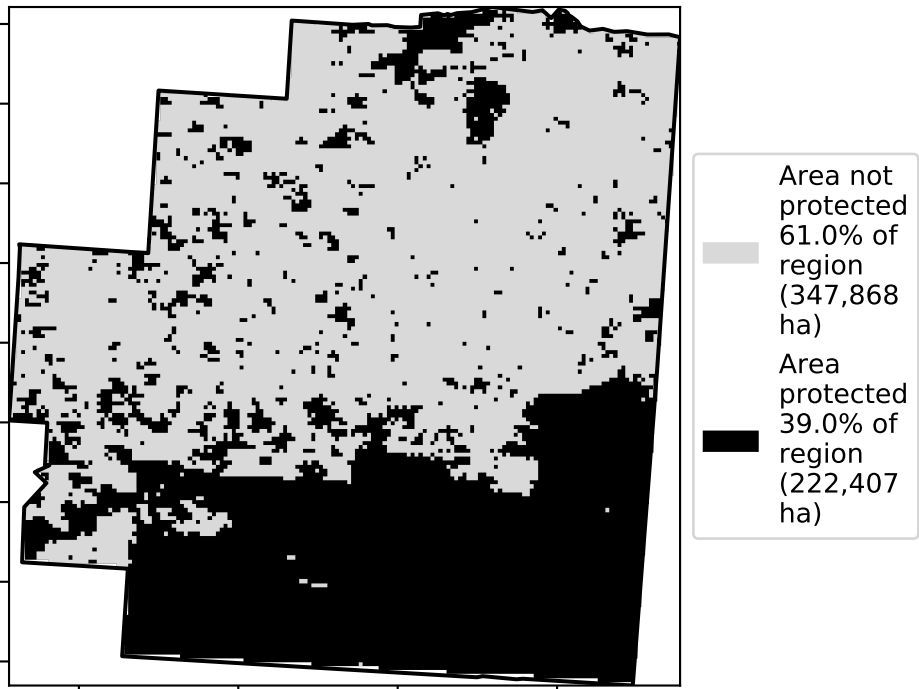 Area not
protected
61.0% of
region
(347,868
ha)
Area
protected
39.0% of
region
(222,407
ha)